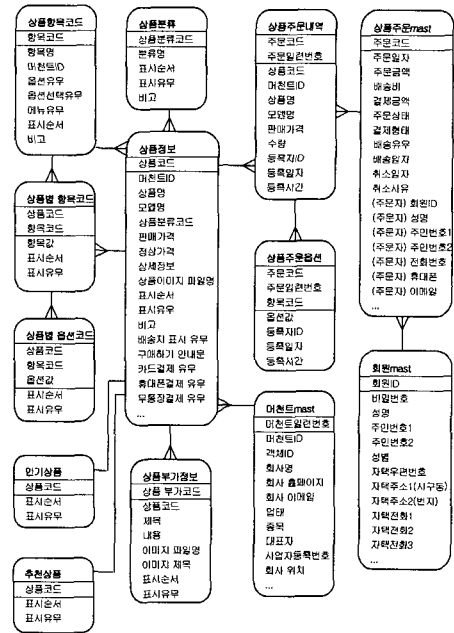 상품항목코드
항목코드
항목명
머천트ID
옵션유무
옵션선택유무
메뉴유무
표시순서
비고
상품분류
상품분류코드
분류명
표시순서
표시유무
비고
상품주문내역
주문코드
주문일련번호
상품코드
머천트ID
상품명
모델명
판매가격
수량
등록자ID
등록일자
등록시간
상품주문mast
주문코드
주문일자
주문금액
배송비
결제금액
주문상태
결제형태
배송유무
배송일자
취소일자
취소사유
(주문자) 회원ID
(주문자) 성명
(주문자) 주민번호1
(주문자) 주민번호2
(주문자) 전화번호
(주문자) 휴대폰
(주문자) 이메일
...
상품정보
상품코드
머천트ID
상품명
모델명
상품분류코드
판매가격
정상가격
상세정보
상품이미지 파일명
표시순서
표시유무
비고
배송지 표시 유무
구매하기 안내문
카드결제 유무
휴대폰결제 유무
무통장결제 유무
...
상품별 항목코드
상품코드
항목코드
항목값
표시순서
표시유무
상품주문옵션
주문코드
주문일련번호
항목코드
옵션값
등록자ID
등록일자
등록시간
상품별 옵션코드
상품코드
항목코드
옵션값
표시순서
표시유무
회원mast
회원ID
비밀번호
성명
주민번호1
주민번호2
성별
자택우편번호
자택주소1(시구동)
자택주소2(번지)
자택전화1
자택전화2
자택전화3
...
머천트mast
머천트일련번호
머천트ID
객체ID
회사명
회사 홈페이지
회사 이메일
업태
종목
대표자
사업자등록번호
회사 위치
...
인기상품
상품코드
표시순서
표시유무
상품부가정보
상품 부가코드
상품코드
제목
내용
이미지 파일명
이미지 제목
표시순서
표시유무
추천상품
상품코드
표시순서
표시유무